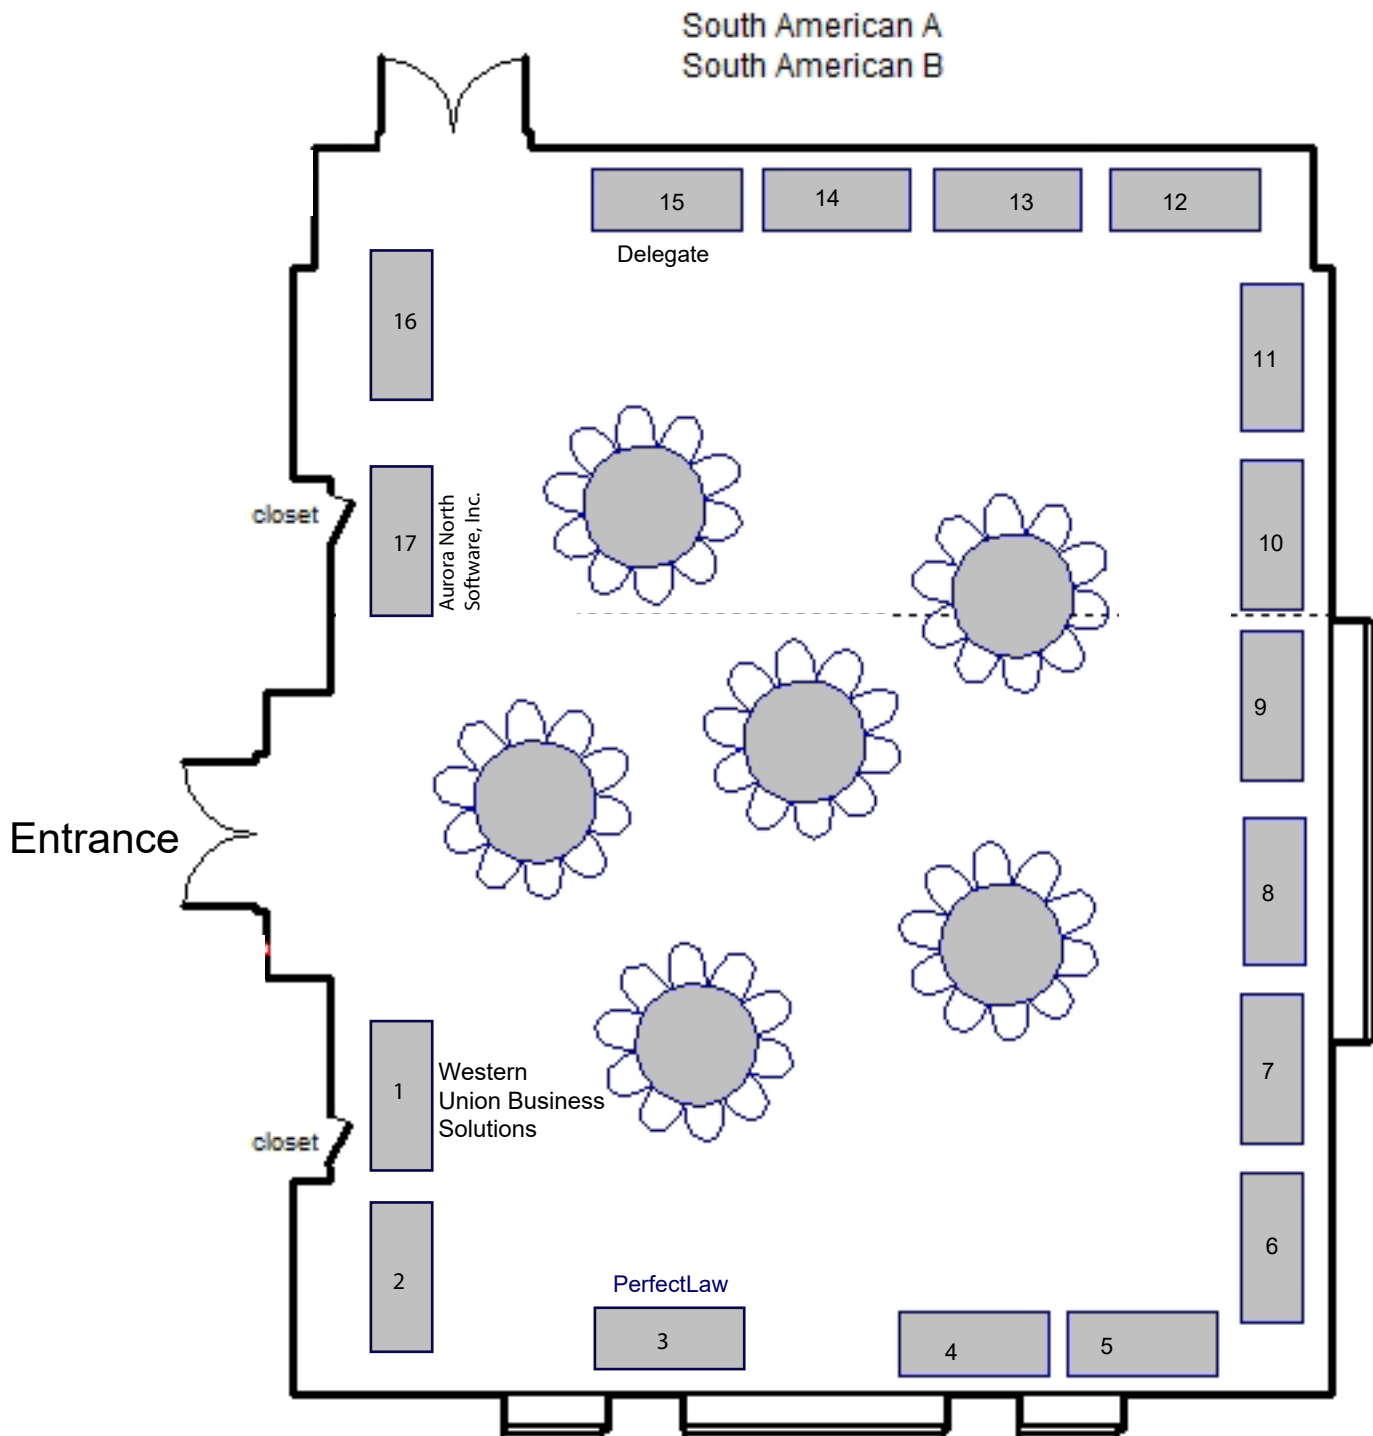 South American A
South American B
15
14
13
12
Delegate
16
11
closet
17
Aurora North
Software, Inc.
10
9
Entrance
8
1
Western
Union Business
Solutions
7
closet
2
6
PerfectLaw
3
4
5